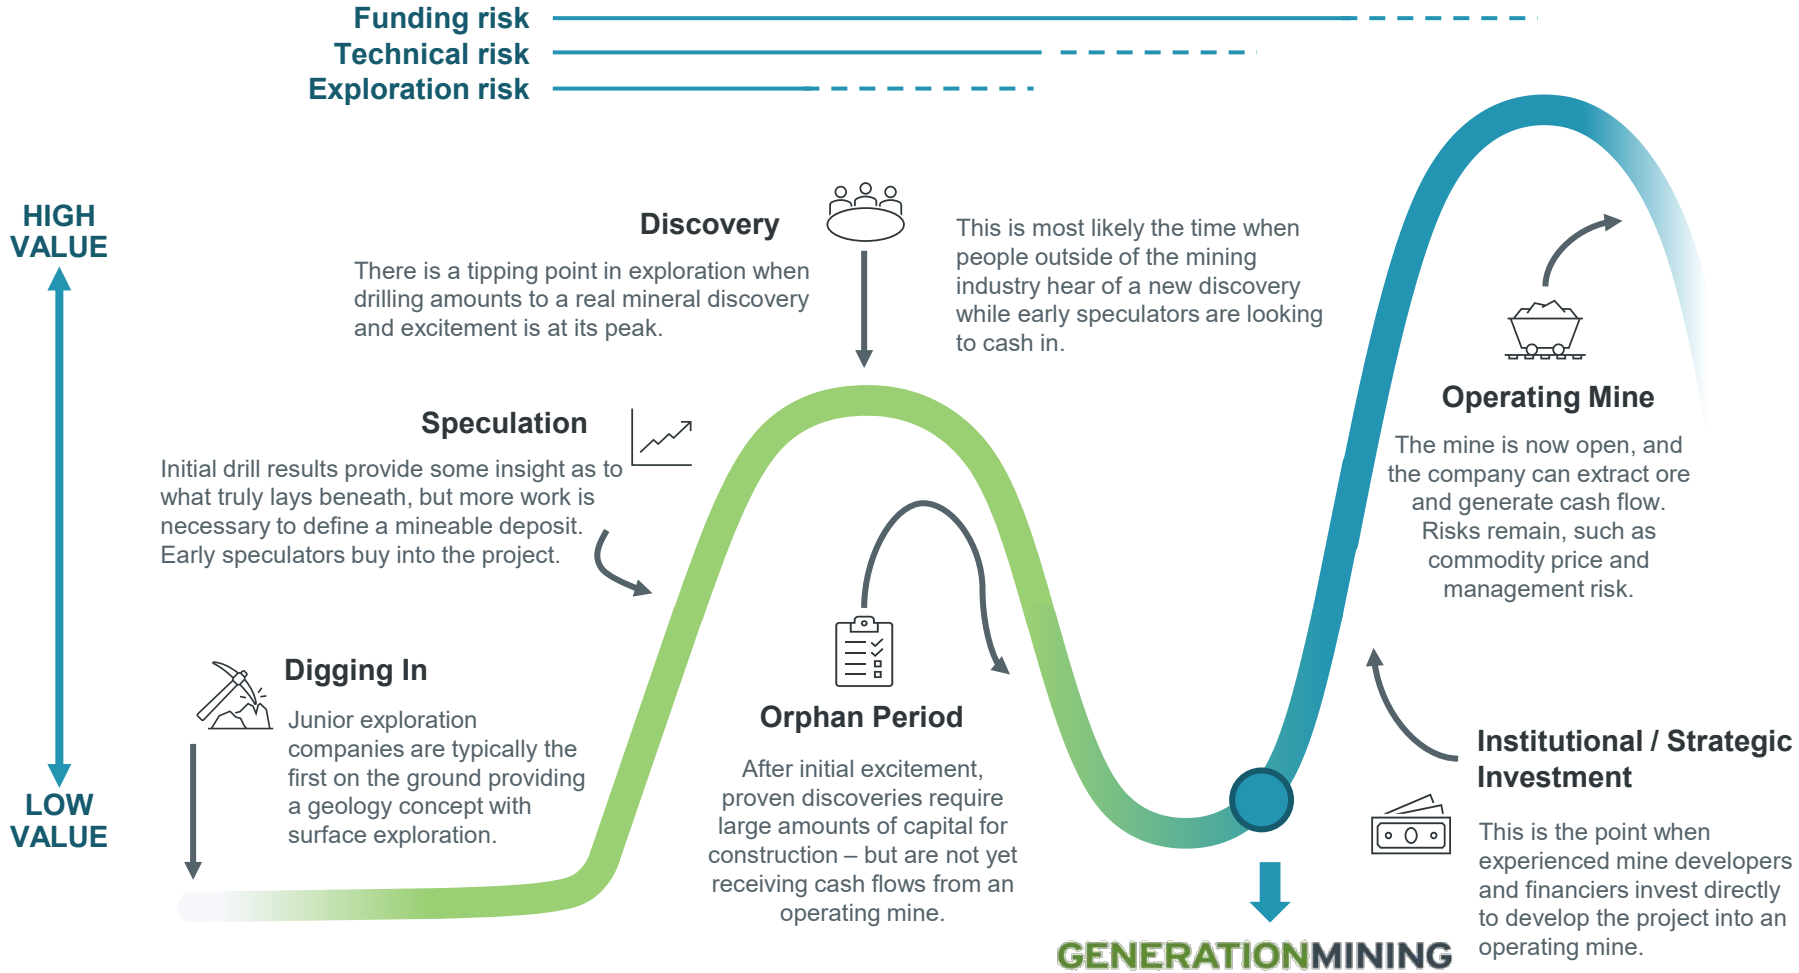 Funding risk
Technical risk
Exploration risk
HIGH
VALUE
LOW
VALUE
Discovery
There is a tipping point in exploration when
drilling amounts to a real mineral discovery
and excitement is at its peak.
This is most likely the time when
people outside of the mining
industry hear of a new discovery
while early speculators are looking
to cash in.
Speculation
Initial drill results provide some insight as to
what truly lays beneath, but more work is
necessary to define a mineable deposit.
Early speculators buy into the project.
Digging In
Junior exploration
companies are typically the
first on the ground providing
a geology concept with
surface exploration.
Orphan Period
After initial excitement,
proven discoveries require
large amounts of capital for
construction – but are not yet
receiving cash flows from an
operating mine.
Operating Mine
The mine is now open, and
the company can extract ore
and generate cash flow.
Risks remain, such as
commodity price and
management risk.
Institutional / Strategic
Investment
This is the point when
experienced mine developers
and financiers invest directly
to develop the project into an
operating mine.
GENERATIONMINING